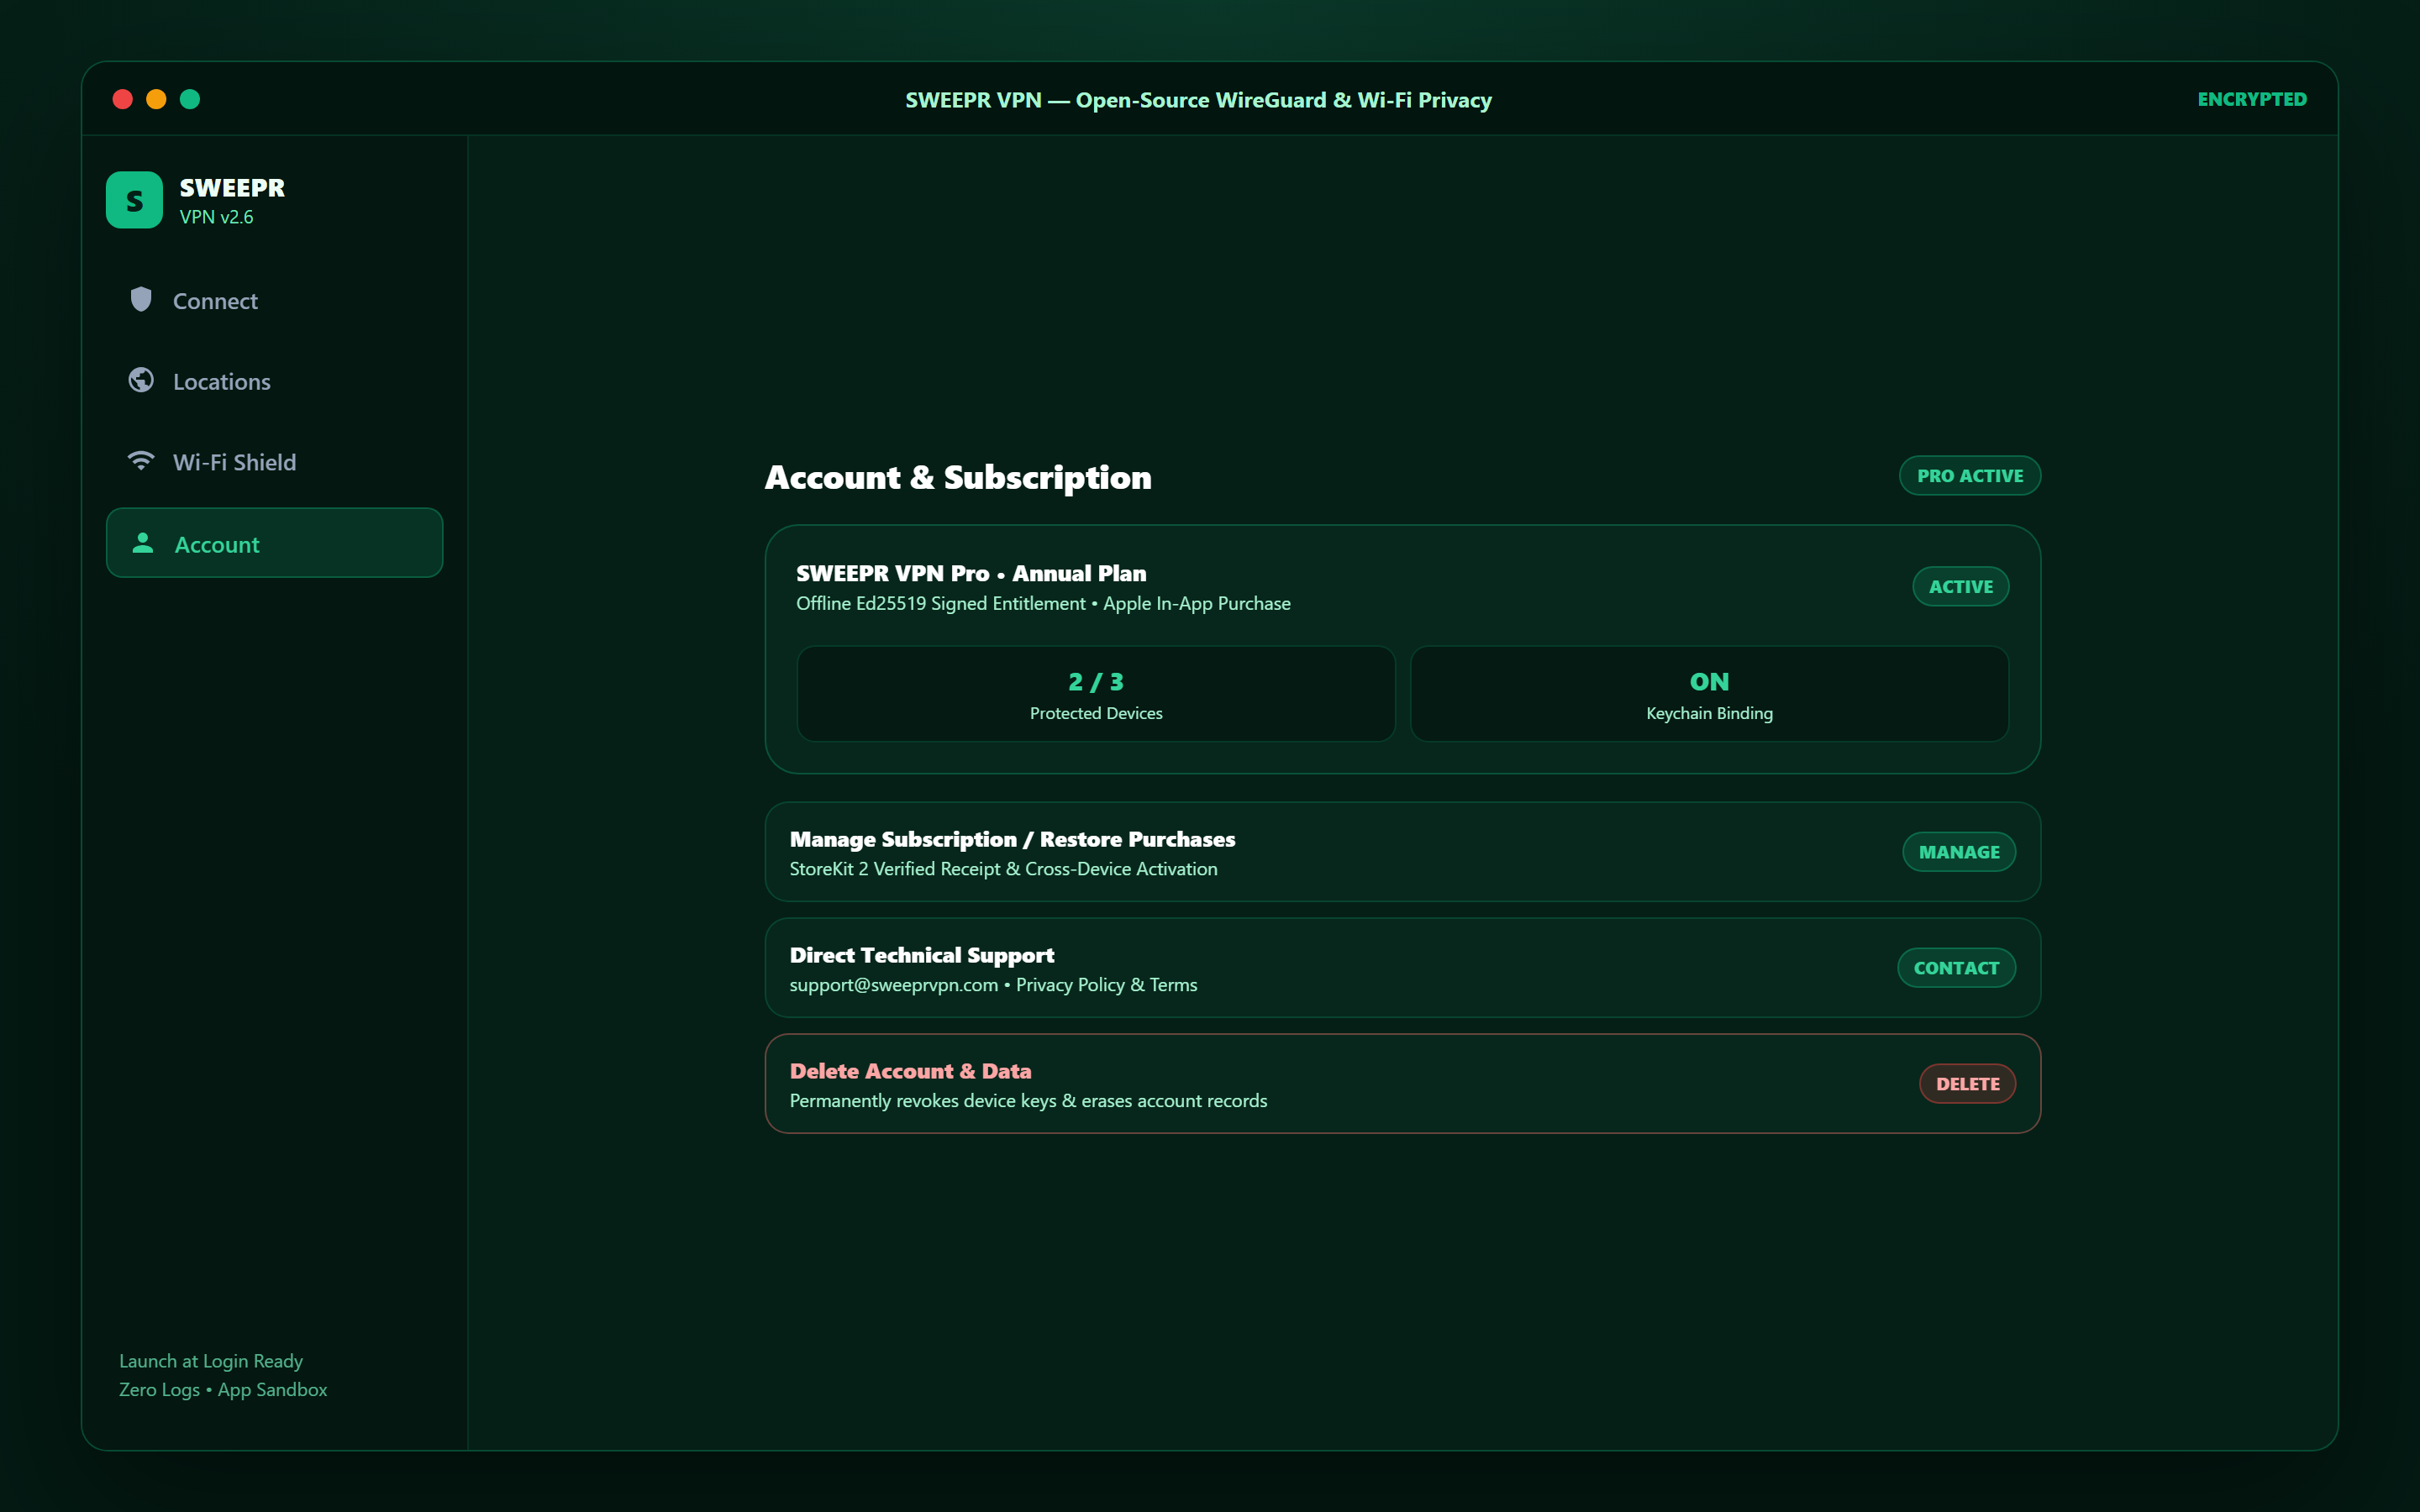 SWEEPR VPN — Open-Source WireGuard & Wi-Fi Privacy
ENCRYPTED
S
SWEEPR
VPN v2.6
Connect
Locations
Wi-Fi Shield
Account
Launch at Login Ready
Zero Logs • App Sandbox
Account & Subscription
PRO ACTIVE
SWEEPR VPN Pro • Annual Plan
Offline Ed25519 Signed Entitlement • Apple In-App Purchase
ACTIVE
2 / 3
Protected Devices
ON
Keychain Binding
Manage Subscription / Restore Purchases
StoreKit 2 Verified Receipt & Cross-Device Activation
MANAGE
Direct Technical Support
support@sweeprvpn.com • Privacy Policy & Terms
CONTACT
Delete Account & Data
Permanently revokes device keys & erases account records
DELETE